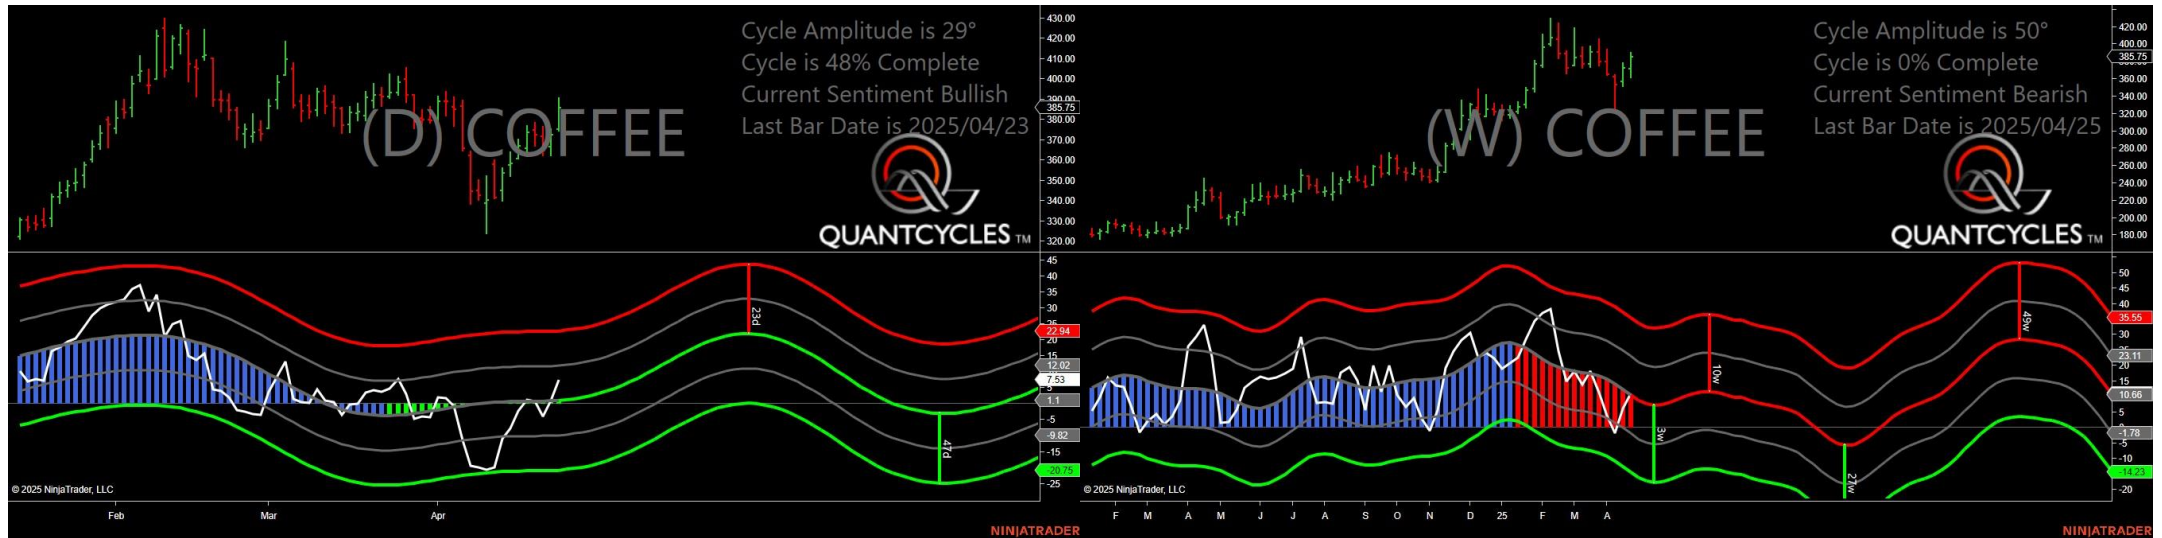 Cycle Amplitude is 29°
Cycle is 48% Complete
Current Sentiment Bullish
Last Bar Date is 2025/04/23
(D) COFFEE
QUANTCYCLES TM
430.00
420.00
410.00
400.00
390.00
385.75
380.00
370.00
360.00
350.00
340.00
330.00
320.00
45
40
35
30
25
22.94
20
15
12.02
7.53
5
1.1
-5
-9.82
-15
-20.75
-25
23d
47d
© 2025 NinjaTrader, LLC
Feb
Mar
Apr
NINJATRADER
Cycle Amplitude is 50°
Cycle is 0% Complete
Current Sentiment Bearish
Last Bar Date is 2025/04/25
(W) COFFEE
QUANTCYCLES TM
420.00
400.00
385.75
360.00
340.00
320.00
300.00
280.00
260.00
240.00
220.00
200.00
180.00
50
45
40
35.55
30
23.11
20
15
10.66
5
-1.78
-5
-10
-14.23
-20
10w
3w
27w
49w
© 2025 NinjaTrader, LLC
F
M
A
M
J
J
A
S
O
N
D
25
F
M
A
NINJATRADER